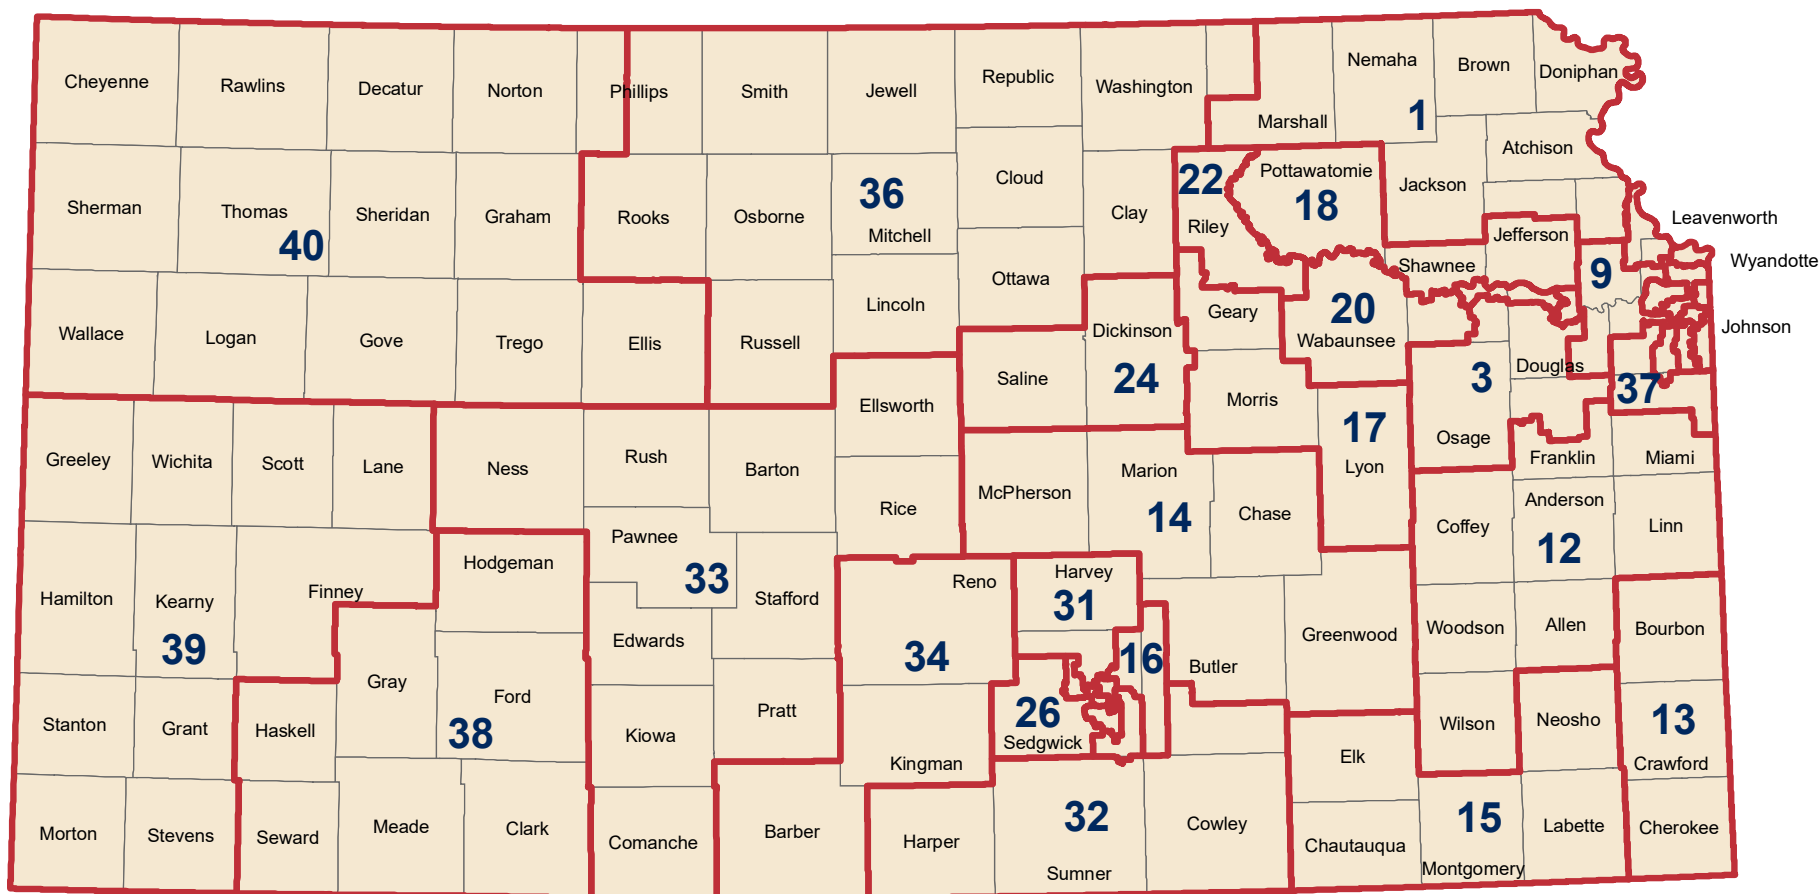 Cheyenne
Rawlins
Decatur
Norton
Phillips
Smith
Jewell
Republic
Washington
Marshall
Nemaha
Brown
Doniphan
1
Atchison
Sherman
Thomas
40
Sheridan
Graham
Rooks
Osborne
36
Mitchell
Cloud
Clay
22
Riley
Pottawatomie
18
Jackson
Jefferson
Leavenworth
Wyandotte
9
Shawnee
Wallace
Logan
Gove
Trego
Ellis
Russell
Lincoln
Ottawa
Dickinson
Geary
20
Wabaunsee
Johnson
Douglas
Saline
24
Morris
3
37
Ellsworth
17
Lyon
Osage
Franklin
Miami
Greeley
Wichita
Scott
Lane
Ness
Rush
Barton
Rice
McPherson
Marion
14
Chase
Coffey
Anderson
12
Linn
Hamilton
Kearny
39
Finney
Hodgeman
Pawnee
33
Stafford
Edwards
Reno
34
Harvey
31
16
Butler
Greenwood
Woodson
Allen
Bourbon
Stanton
Grant
Haskell
Gray
Ford
38
Kiowa
Pratt
Kingman
26
Sedgwick
Elk
Wilson
Neosho
13
Crawford
Morton
Stevens
Seward
Meade
Clark
Comanche
Barber
Harper
32
Sumner
Cowley
Chautauqua
15
Montgomery
Labette
Cherokee